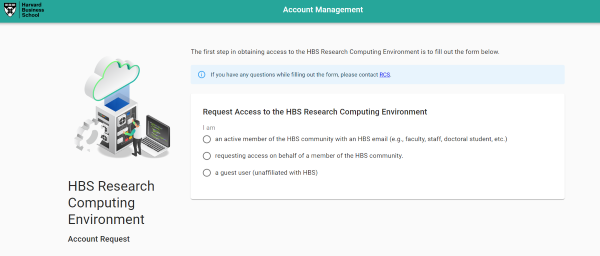 Harvard
Business
School
Account Management
The first step in obtaining access to the HBS Research Computing Environment is to fill out the form below.
If you have any questions while filling out the form, please contact RCS.
Request Access to the HBS Research Computing Environment
I am
an active member of the HBS community with an HBS email (e.g., faculty, staff, doctoral student, etc.)
requesting access on behalf of a member of the HBS community.
a guest user (unaffiliated with HBS)
HBS Research
Computing
Environment
Account Request